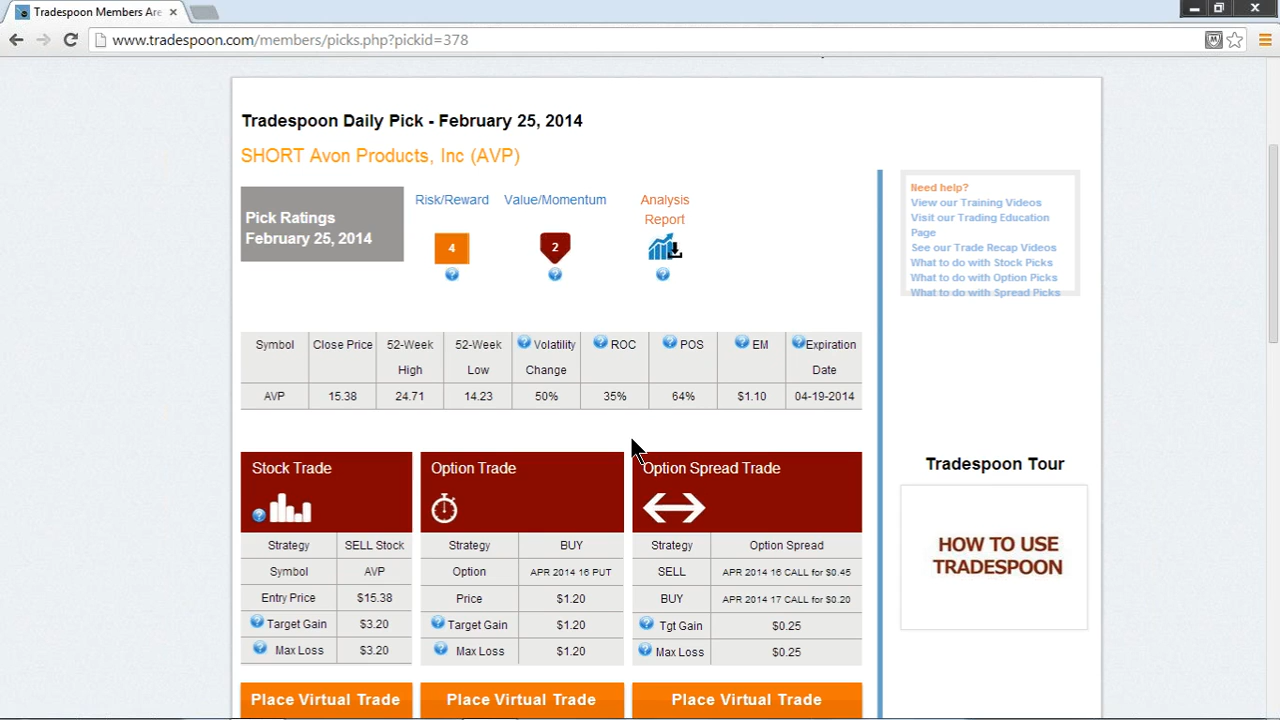 Tradespoon Members Are
www.tradespoon.com/members/picks.php?pickid=378
Tradespoon Daily Pick - February 25, 2014
SHORT Avon Products, Inc (AVP)
Pick Ratings
February 25, 2014
Risk/Reward
4
Value/Momentum
2
Analysis
Report
Need help?
View our Training Videos
Visit our Trading Education
Page
See our Trade Recap Videos
What to do with Stock Picks
What to do with Option Picks
What to do with Spread Picks
Symbol Close Price 52-Week High 52-Week Low Volatility Change ROC POS EM Expiration Date
AVP 15.38 24.71 14.23 50% 35% 64% $1.10 04-19-2014
Stock Trade
Strategy SELL Stock
Symbol AVP
Entry Price $15.38
Target Gain $3.20
Max Loss $3.20
Place Virtual Trade
Option Trade
Strategy BUY
Option APR 2014 16 PUT
Price $1.20
Target Gain $1.20
Max Loss $1.20
Place Virtual Trade
Option Spread Trade
Strategy Option Spread
SELL APR 2014 16 CALL for $0.45
BUY APR 2014 17 CALL for $0.20
Tgt Gain $0.25
Max Loss $0.25
Place Virtual Trade
Tradespoon Tour
HOW TO USE
TRADESPOON